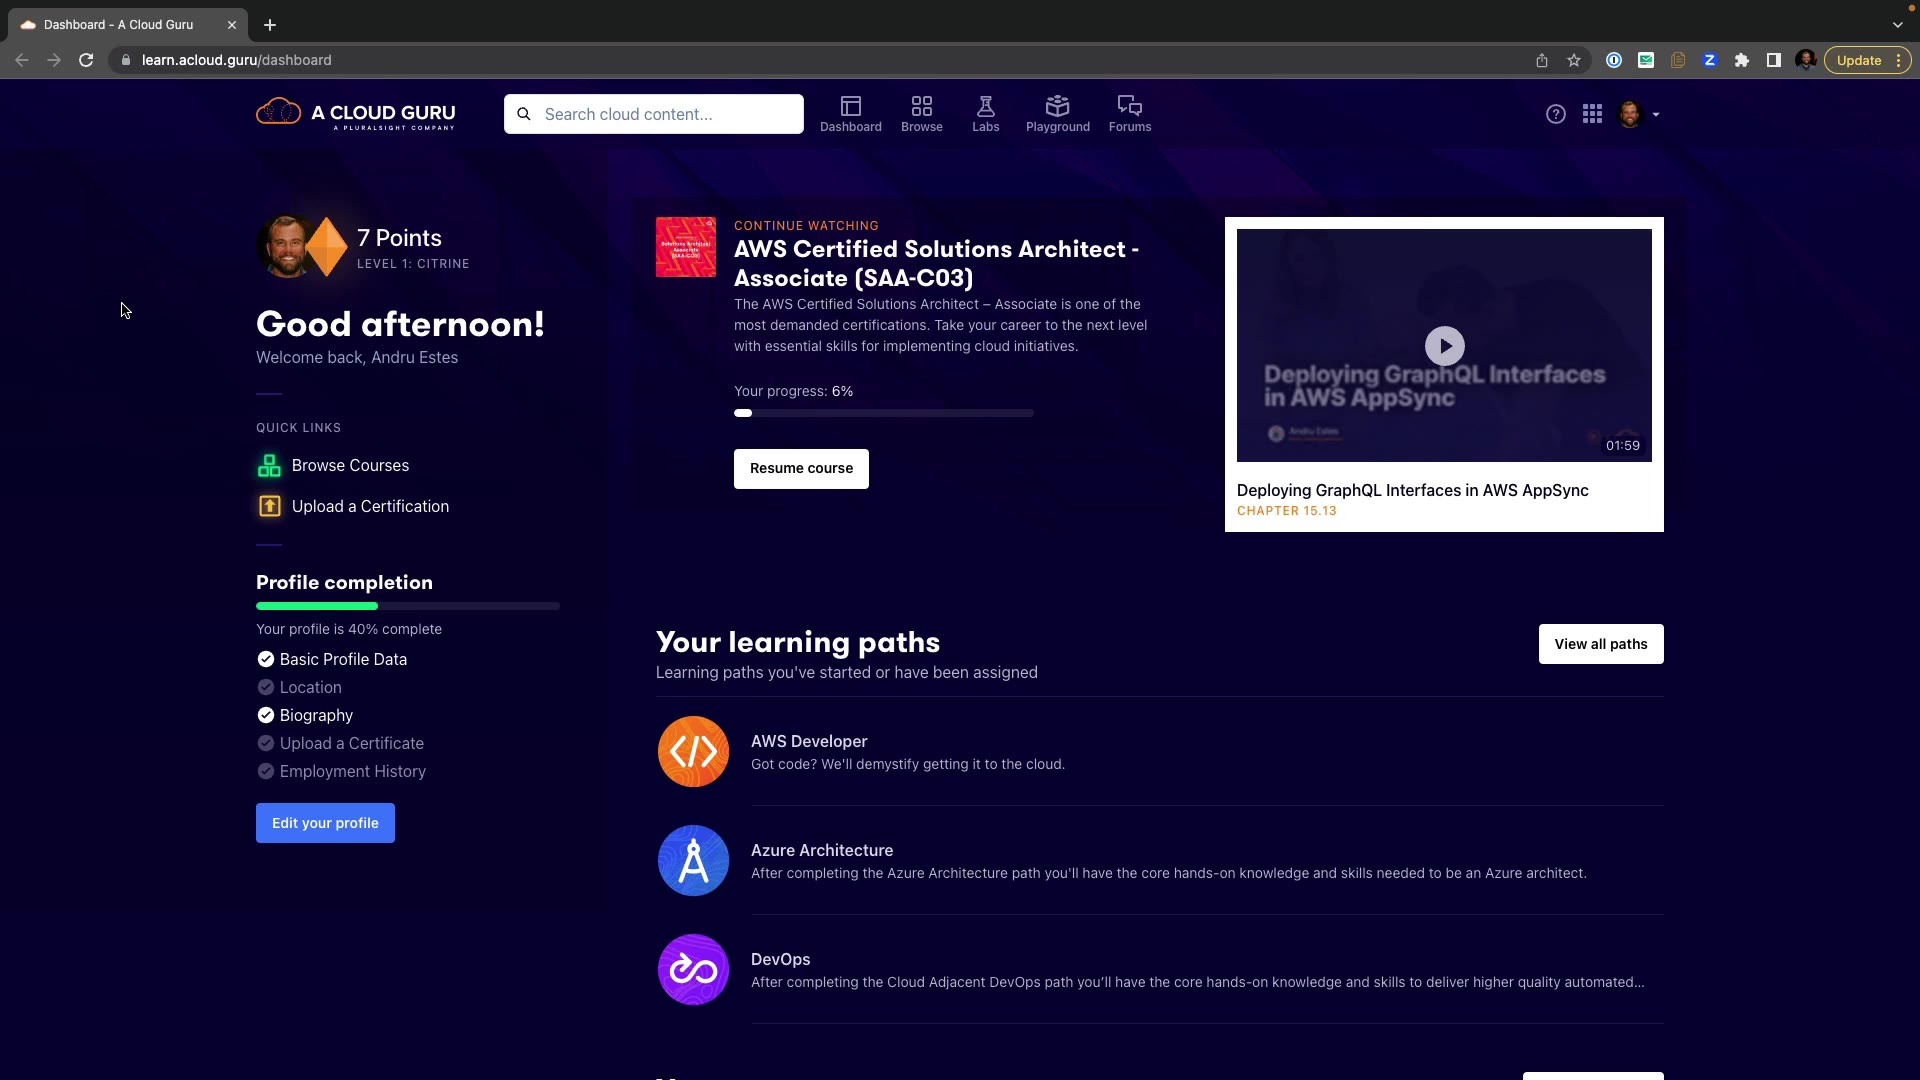 Dashboard - A Cloud Guru
learn.acloud.guru/dashboard
Update
A CLOUD GURU
A PLURALSIGHT COMPANY
Search cloud content...
Dashboard
Browse
Labs
Playground
Forums
7 Points
LEVEL 1: CITRINE
Good afternoon!
Welcome back, Andru Estes
QUICK LINKS
Browse Courses
Upload a Certification
Profile completion
Your profile is 40% complete
Basic Profile Data
Location
Biography
Upload a Certificate
Employment History
Edit your profile
Solutions Architect
Associate
(SAA-C03)
CONTINUE WATCHING
AWS Certified Solutions Architect -
Associate (SAA-C03)
The AWS Certified Solutions Architect – Associate is one of the
most demanded certifications. Take your career to the next level
with essential skills for implementing cloud initiatives.
Your progress: 6%
Resume course
Deploying GraphQL Interfaces
in AWS AppSync
Andru Estes
01:59
Deploying GraphQL Interfaces in AWS AppSync
CHAPTER 15.13
Your learning paths
Learning paths you've started or have been assigned
View all paths
AWS Developer
Got code? We'll demystify getting it to the cloud.
Azure Architecture
After completing the Azure Architecture path you'll have the core hands-on knowledge and skills needed to be an Azure architect.
DevOps
After completing the Cloud Adjacent DevOps path you’ll have the core hands-on knowledge and skills to deliver higher quality automated...